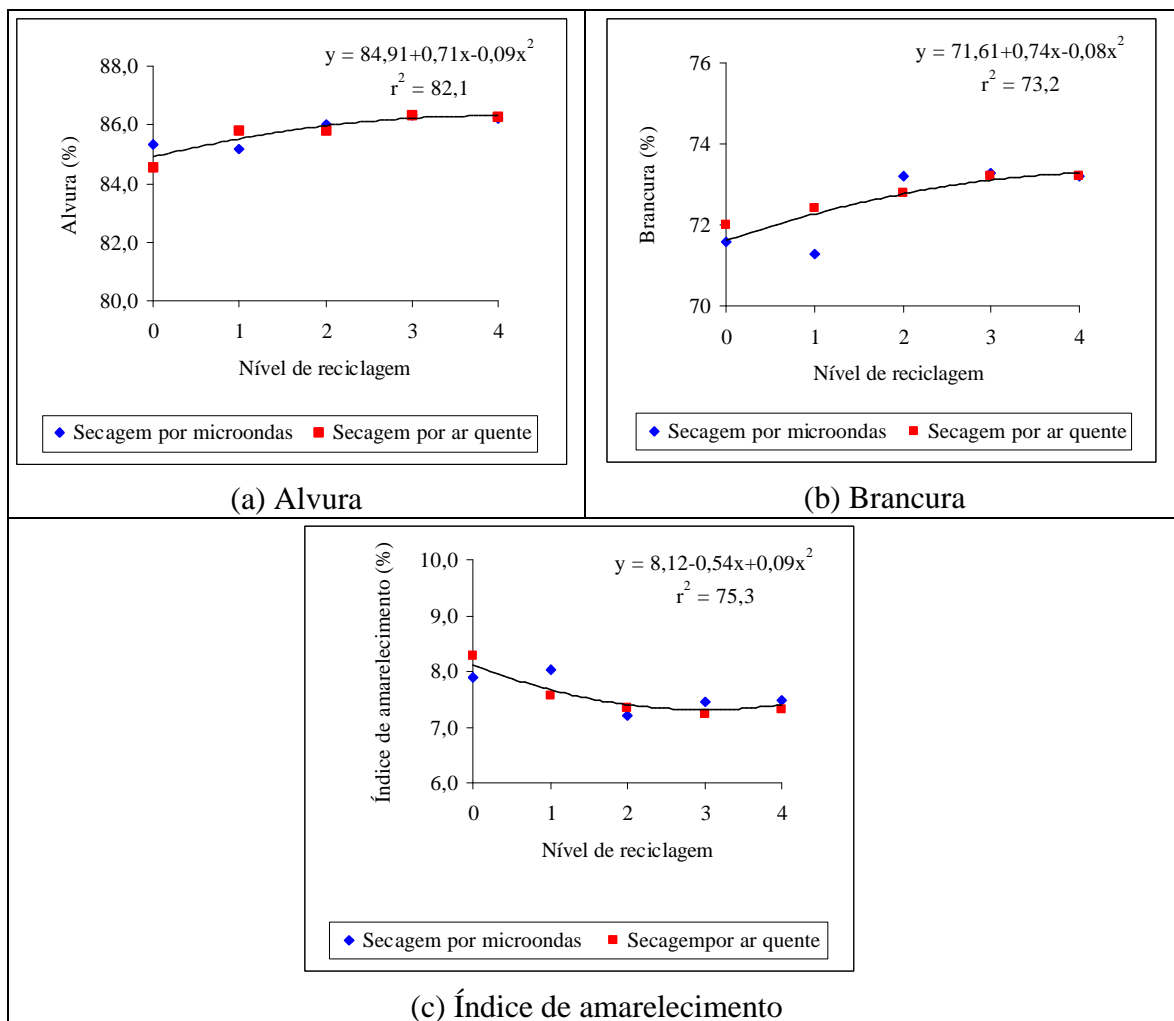 y = 84,91+0,71x-0,09x²
r² = 82,1
88,0
86,0
84,0
82,0
80,0
Alvura (%)
0 1 2 3 4
Nível de reciclagem
Secagem por microondas Secagem por ar quente
(a) Alvura
y = 71,61+0,74x-0,08x²
r² = 73,2
76
74
72
70
Brancura (%)
0 1 2 3 4
Nível de reciclagem
Secagem por microondas Secagem por ar quente
(b) Brancura
y = 8,12-0,54x+0,09x²
r² = 75,3
10,0
9,0
8,0
7,0
6,0
Índice de amarelecimento (%)
0 1 2 3 4
Nível de reciclagem
Secagem por microondas Secagempor ar quente
(c) Índice de amarelecimento